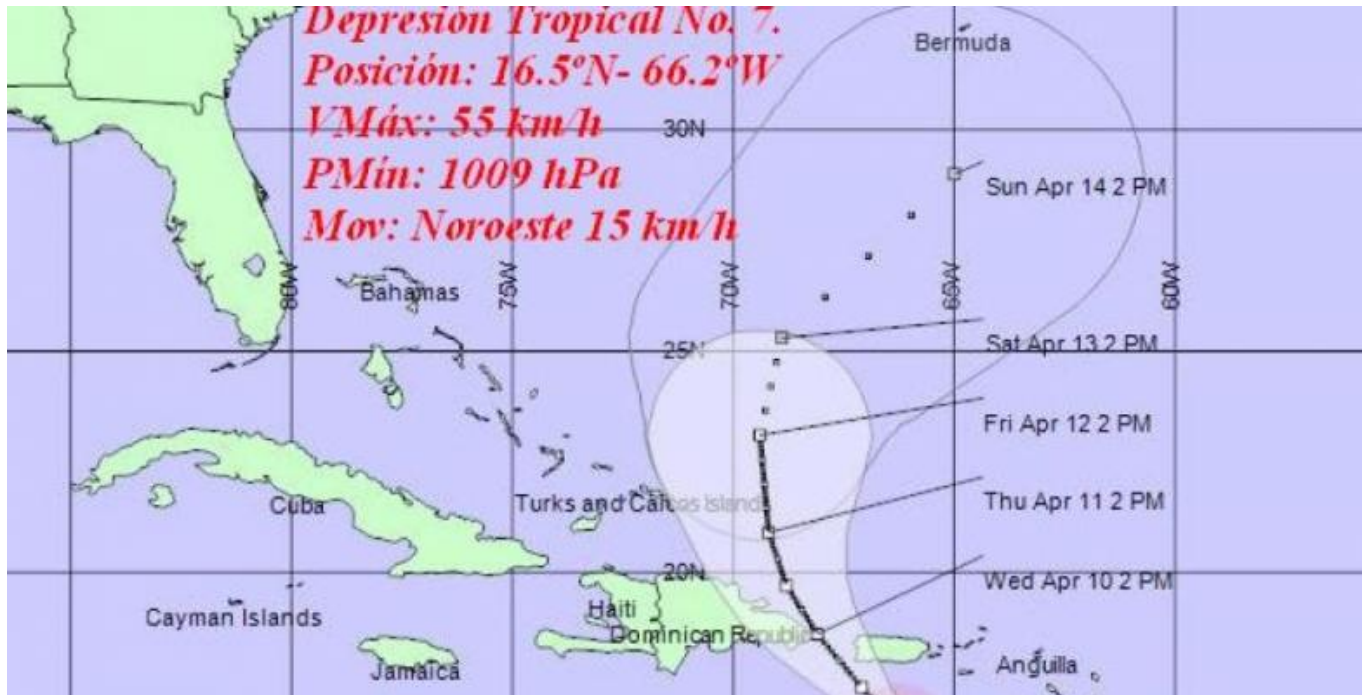 Depresión Tropical No. 7.
Bermuda
Posición: 16.5ºN- 66.2ºW
VMáx: 55 km/h
30N
PMín: 1009 hPa
Sun Apr 14 2 PM
Mov: Noroeste 15 km/h
80W
75W
70W
65W
60W
Bahamas
25N
Sat Apr 13 2 PM
Fri Apr 12 2 PM
Cuba
Turks and Caicos Islands
Thu Apr 11 2 PM
20N
Wed Apr 10 2 PM
Cayman Islands
Haiti
Dominican Republic
Jamaica
Anguilla